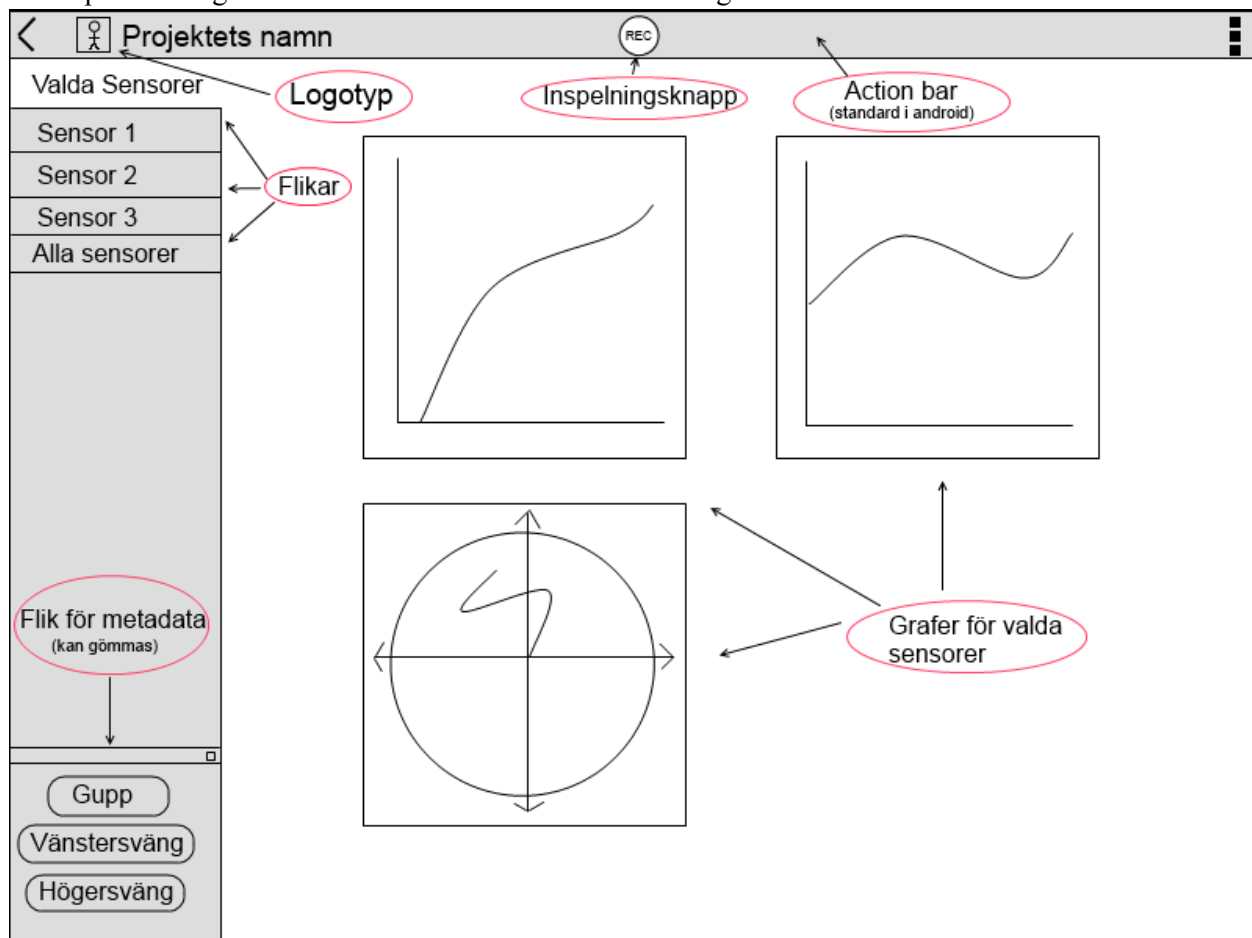 Projektets namn
REC
Valda Sensorer
Logotyp
Inspelningsknapp
Action bar
(standard i android)
Sensor 1
Sensor 2
Sensor 3
Alla sensorer
Flikar
Flik för metadata
(kan gömmas)
Grafer för valda
sensorer
Gupp
Vänstersväng
Högersväng